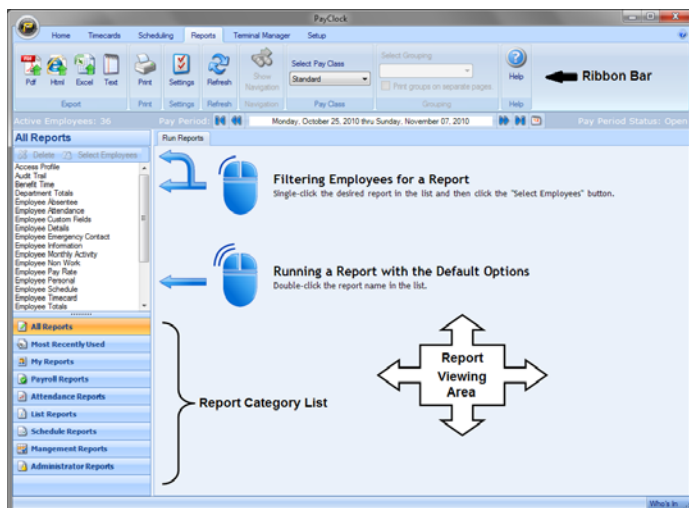 PayClock
Home Timecards Scheduling Reports Terminal Manager Setup
Pdf Html Excel Text Print Settings Refresh Show Navigation Select Pay Class Standard Select Grouping Print groups on separate pages. Help Ribbon Bar
Export Print Settings Refresh Navigation Pay Class Grouping Help
Active Employees: 36 Pay Period: Monday, October 25, 2010 thru Sunday, November 07, 2010 Pay Period Status: Open
All Reports Run Reports
Delete Select Employees
Access Profile
Audit Trail
Benefit Time
Department Totals
Employee Absentee
Employee Attendance
Employee Custom Fields
Employee Details
Employee Emergency Contact
Employee Information
Employee Monthly Activity
Employee Non Work
Employee Pay Rate
Employee Personal
Employee Schedule
Employee Timecard
Employee Totals
Filtering Employees for a Report
Single-click the desired report in the list and then click the "Select Employees" button.
Running a Report with the Default Options
Double-click the report name in the list.
All Reports
Most Recently Used
My Reports
Payroll Reports
Attendance Reports
List Reports
Schedule Reports
Mangement Reports
Administrator Reports
Report Category List
Report
Viewing
Area
Who's In